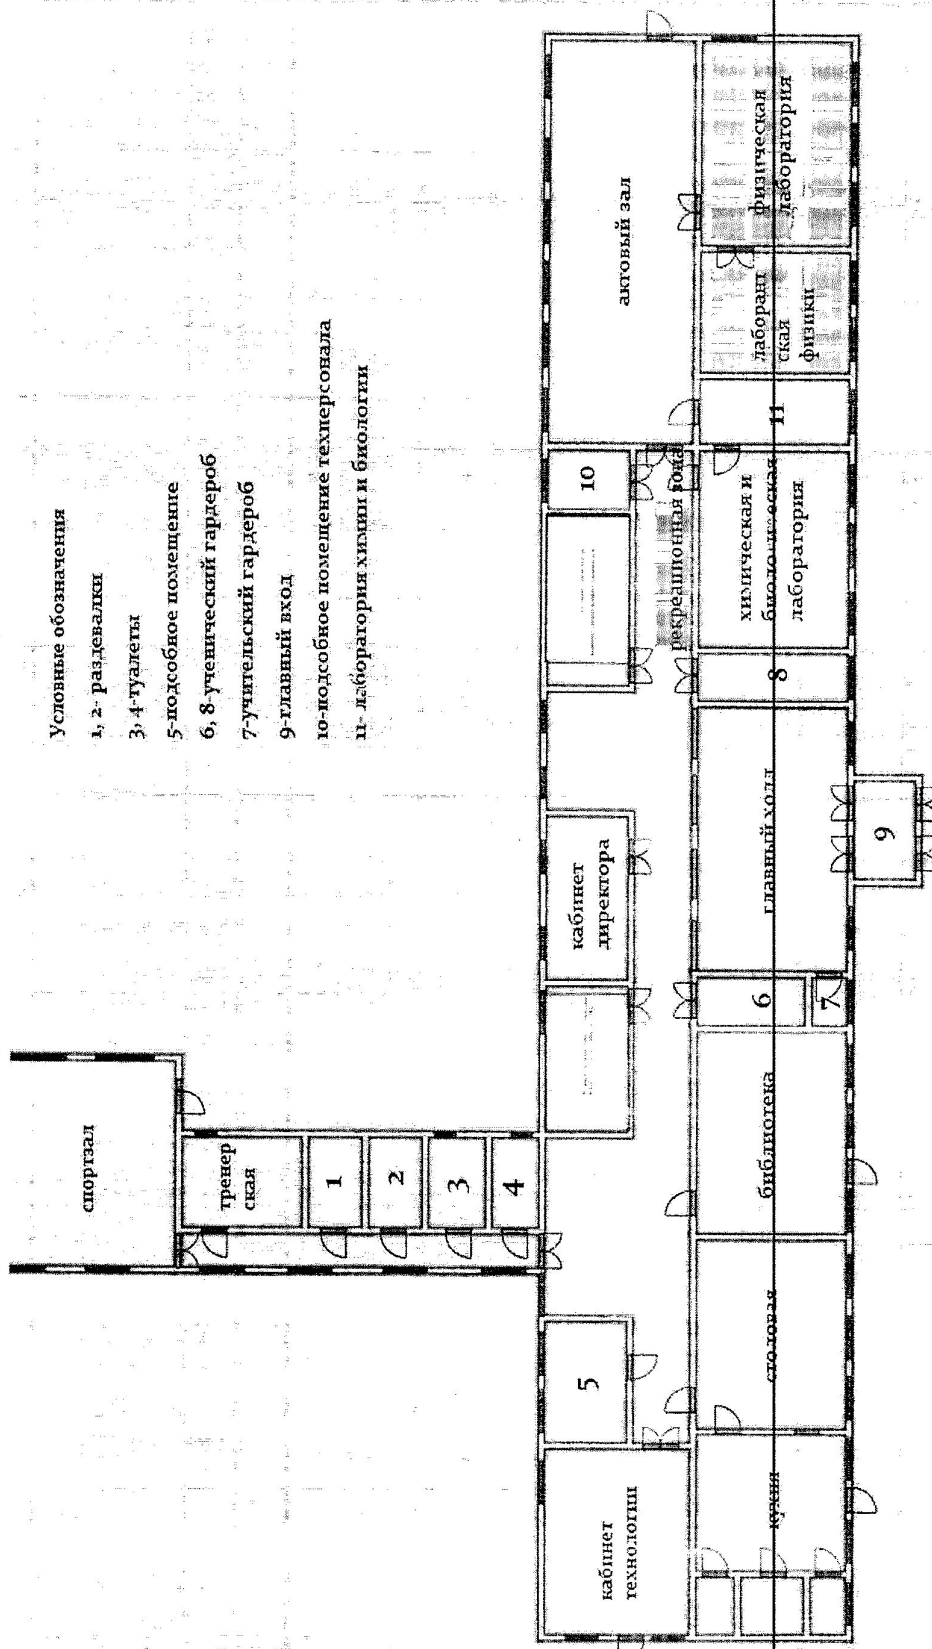 Условные обозначения
1, 2- раздевалки
3, 4-туалеты
5-подсобное помещение
6, 8-ученический гардероб
7-учительский гардероб
9-главный вход
10-подсобное помещение техперсонала
11- лаборатория химии и биологии
спортзал
тренер
ская
1
2
3
4
5
кабинет
технологии
кабинет
директора
10
актовый зал
рекреационная зона
кухня
столовая
библиотека
6
7
главный холл
9
8
химическая и
биологическая
лаборатория
11
лаборант
ская
физики
физическая
лаборатория